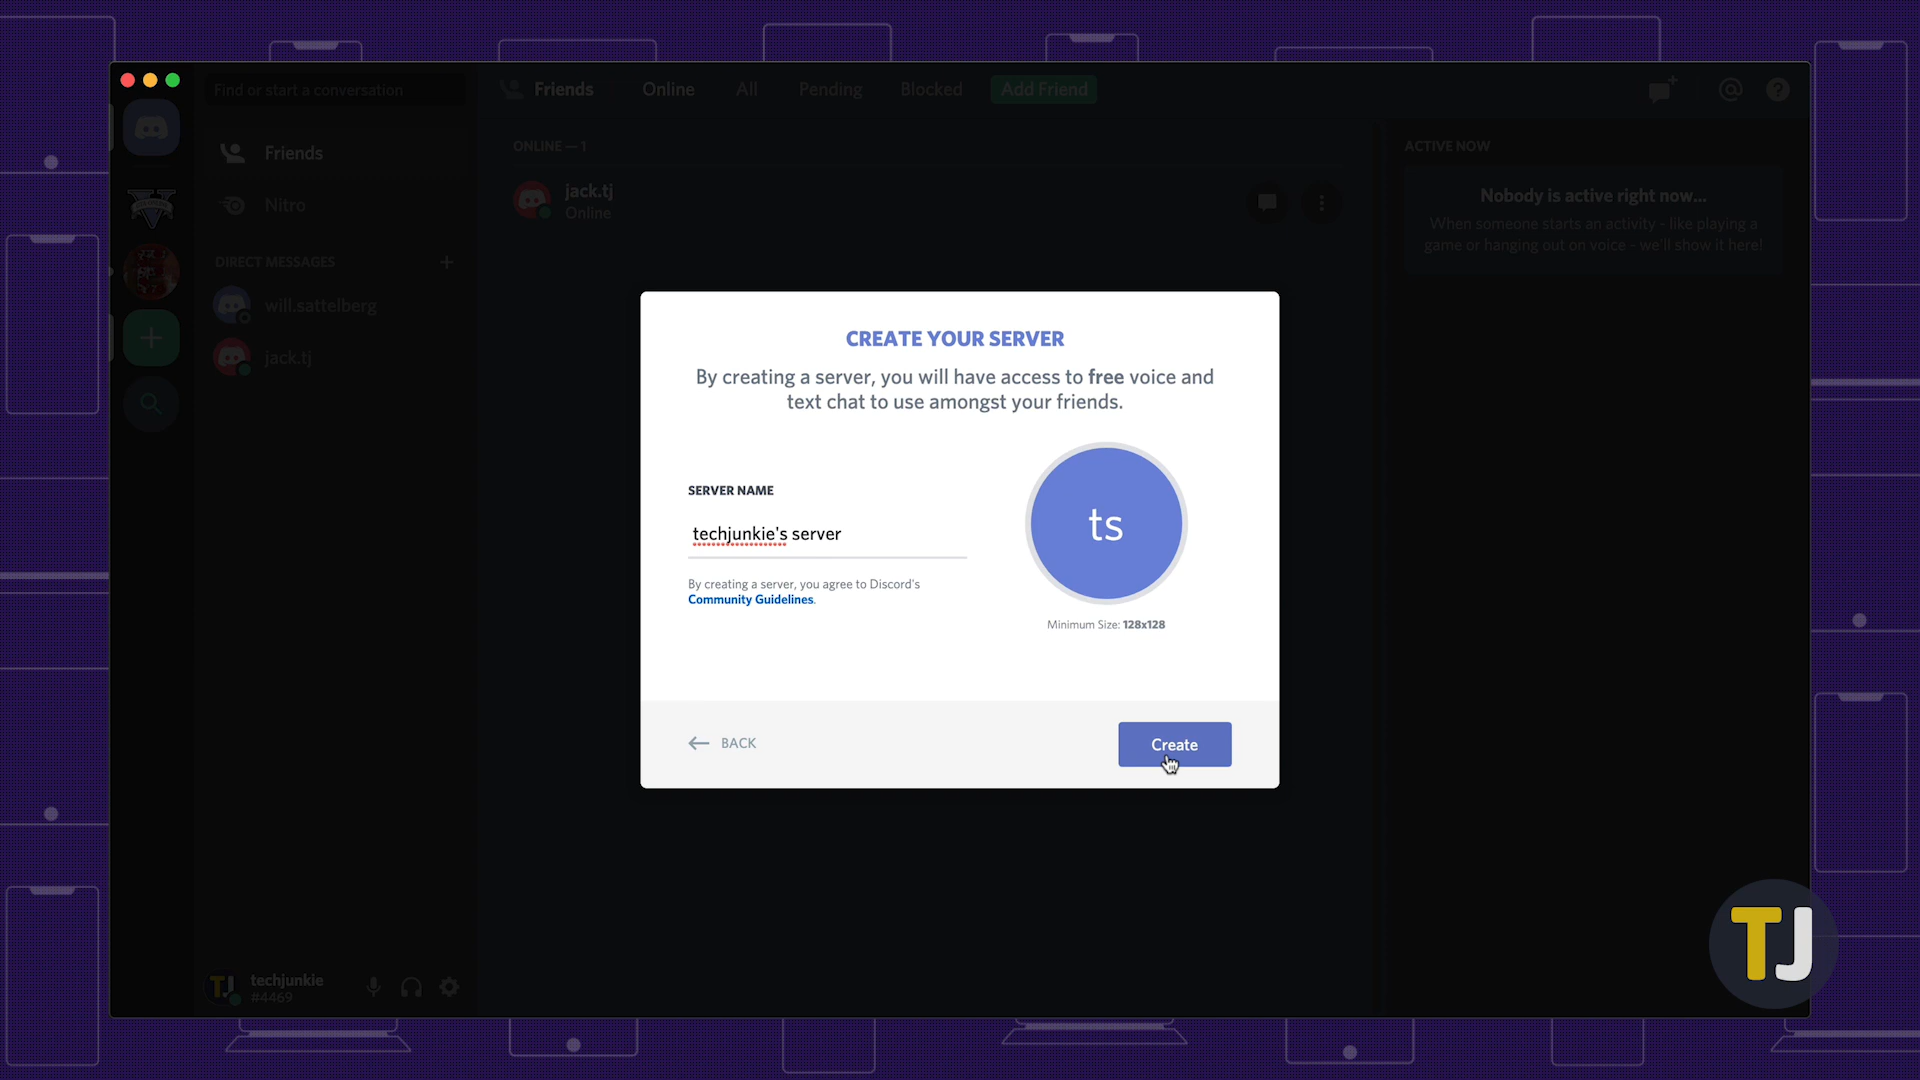 Find or start a conversation
Friends
Online
All
Pending
Blocked
Add Friend
Friends
Nitro
DIRECT MESSAGES
will.sattelberg
jack.tj
ONLINE — 1
jack.tj
Online
ACTIVE NOW
Nobody is active right now...
When someone starts an activity - like playing a
game or hanging out on voice - we'll show it here!
CREATE YOUR SERVER
By creating a server, you will have access to free voice and
text chat to use amongst your friends.
SERVER NAME
techjunkie's server
By creating a server, you agree to Discord's
Community Guidelines.
ts
Minimum Size: 128x128
BACK
Create
TJ
techjunkie
#4469
TJ